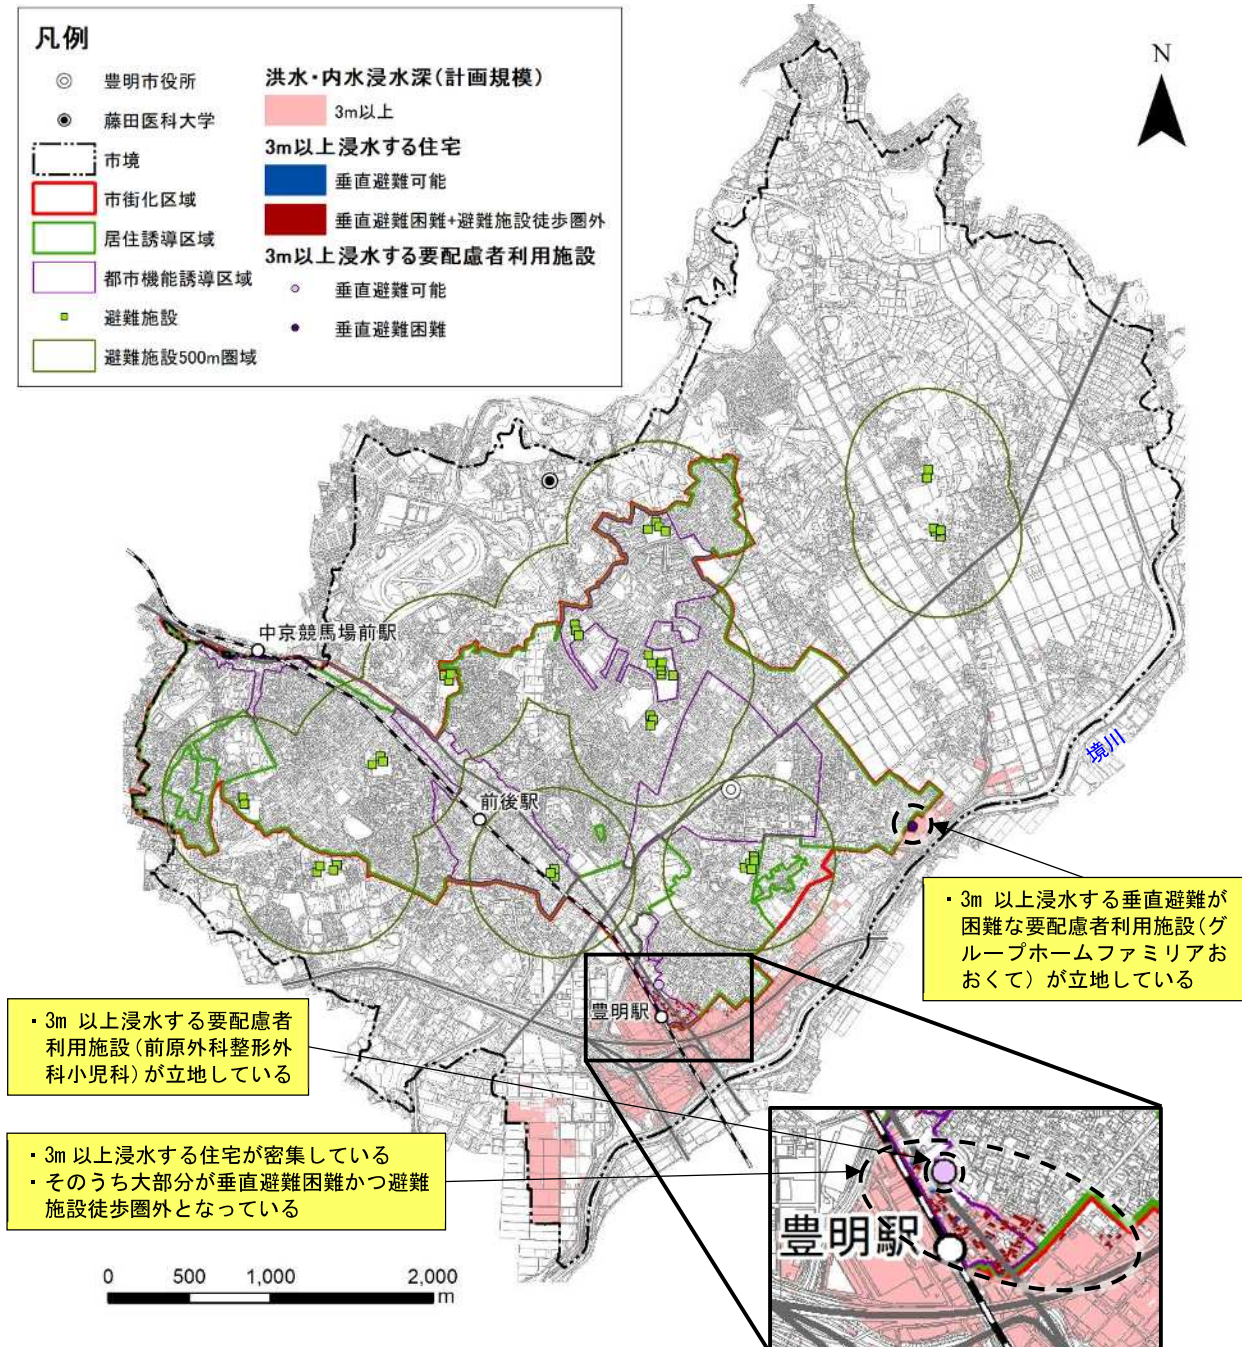 凡例
豊明市役所
藤田医科大学
市境
市街化区域
居住誘導区域
都市機能誘導区域
避難施設
避難施設500m圏域
洪水・内水浸水深(計画規模)
3m以上
3m以上浸水する住宅
垂直避難可能
垂直避難困難+避難施設徒歩圏外
3m以上浸水する要配慮者利用施設
垂直避難可能
垂直避難困難
N
中京競馬場前駅
前後駅
境川
豊明駅
・3m 以上浸水する垂直避難が
困難な要配慮者利用施設(グ
ループホームファミリアお
おくて)が立地している
・3m 以上浸水する要配慮者
利用施設(前原外科整形外
科小児科)が立地している
・3m 以上浸水する住宅が密集している
・そのうち大部分が垂直避難困難かつ避難
施設徒歩圏外となっている
豊明駅
0 500 1,000 2,000
m